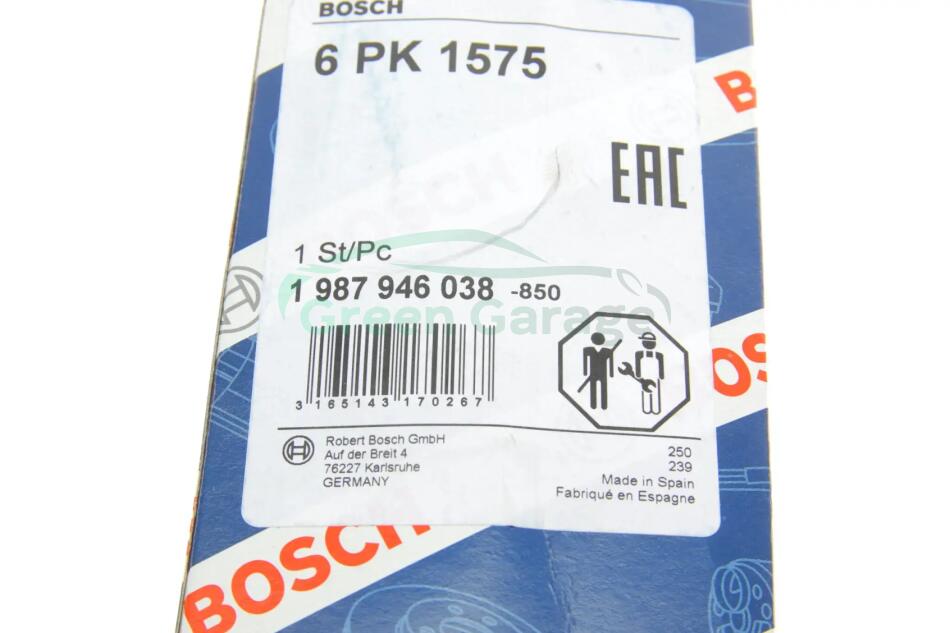 BOSCH
6 PK 1575
B
EAC
BOSCH
1 St/Pc
1 987 946 038 -850
Green Garage
3 165143 170267
BOSCH
Robert Bosch GmbH
Auf der Breit 4
76227 Karlsruhe
GERMANY
250
239
Made in Spain
Fabriqué en Espagne
BOSCH